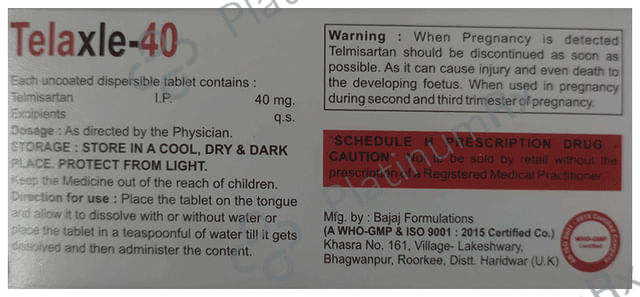 Telaxle-40
Each uncoated dispersible tablet contains :
Telmisartan I.P. 40 mg.
Excipients q.s.
Dosage : As directed by the Physician.
STORAGE : STORE IN A COOL, DRY & DARK
PLACE. PROTECT FROM LIGHT.
Keep the Medicine out of the reach of children.
Direction for use : Place the tablet on the tongue
and allow it to dissolve with or without water or
place the tablet in a teaspoonful of water till it gets
dissolved and then administer the content.
Warning : When Pregnancy is detected
Telmisartan should be discontinued as soon as
possible. As it can cause injury and even death to
the developing foetus. When used in pregnancy
during second and third trimester of pregnancy.
"SCHEDULE H PRESCRIPTION DRUG -
CAUTION" Not to be sold by retail without the
prescription of a Registered Medical Practitioner.
Mfg. by : Bajaj Formulations
(A WHO-GMP & ISO 9001 : 2015 Certified Co.)
Khasra No. 161, Village- Lakeshwary,
Bhagwanpur, Roorkee, Distt. Haridwar (U.K)
WHO-GMP
Certified
PlatinumRx